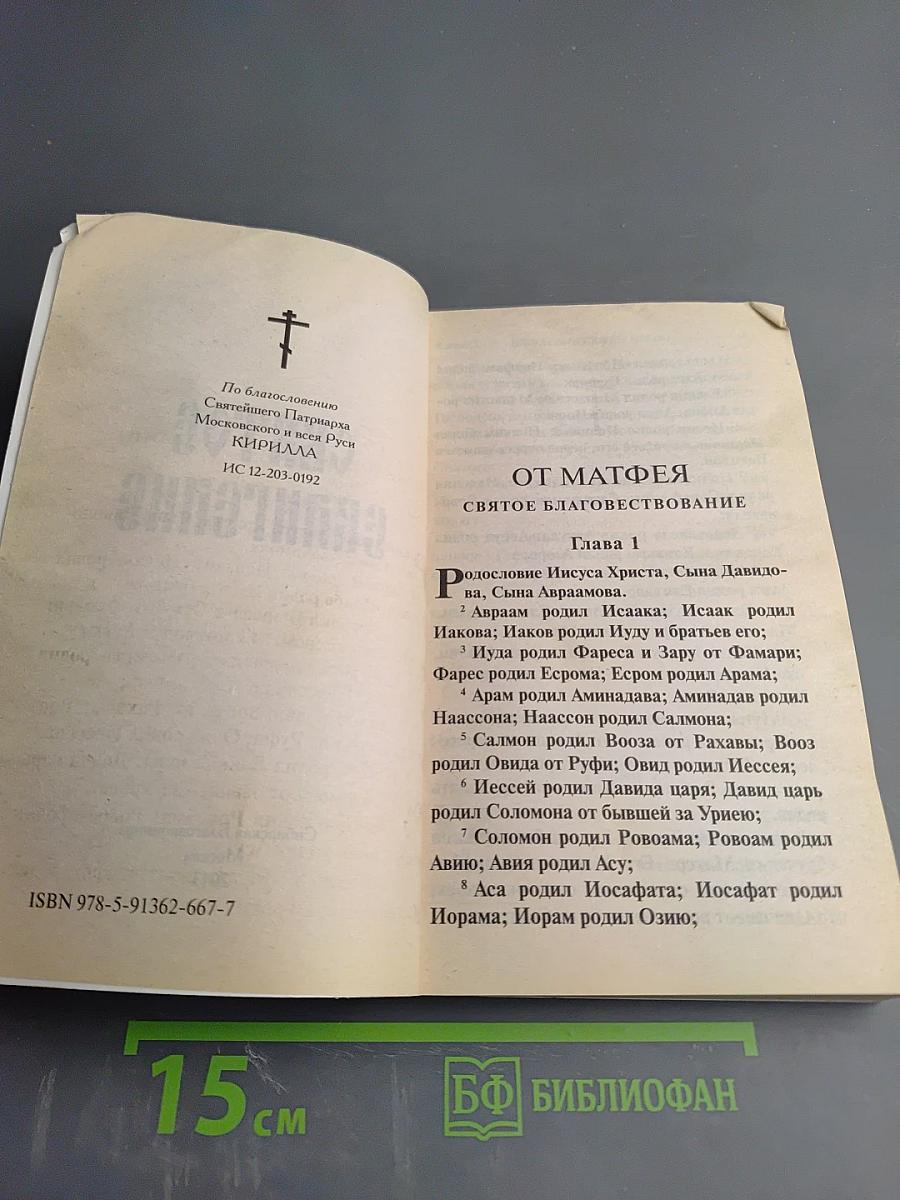 По благословению
Святейшего Патриарха
Московского и всея Руси
КИРИЛЛА
ИС 12-203-0192
ISBN 978-5-91362-667-7
ОТ МАТФЕЯ
СВЯТОЕ БЛАГОВЕСТВОВАНИЕ
Глава 1
Родословие Иисуса Христа, Сына Давидо-
ва, Сына Авраамова.
2 Авраам родил Исаака; Исаак родил
Иакова; Иаков родил Иуду и братьев его;
3 Иуда родил Фареса и Зару от Фамари;
Фарес родил Есрома; Есром родил Арама;
4 Арам родил Аминадава; Аминадав родил
Наассона; Наассон родил Салмона;
5 Салмон родил Вооза от Рахавы; Вооз
родил Овида от Руфи; Овид родил Иессея;
6 Иессей родил Давида царя; Давид царь
родил Соломона от бывшей за Уриею;
7 Соломон родил Ровоама; Ровоам родил
Авию; Авия родил Асу;
8 Аса родил Иосафата; Иосафат родил
Иорама; Иорам родил Озию;
15 см
БФ БИБЛИОФАН